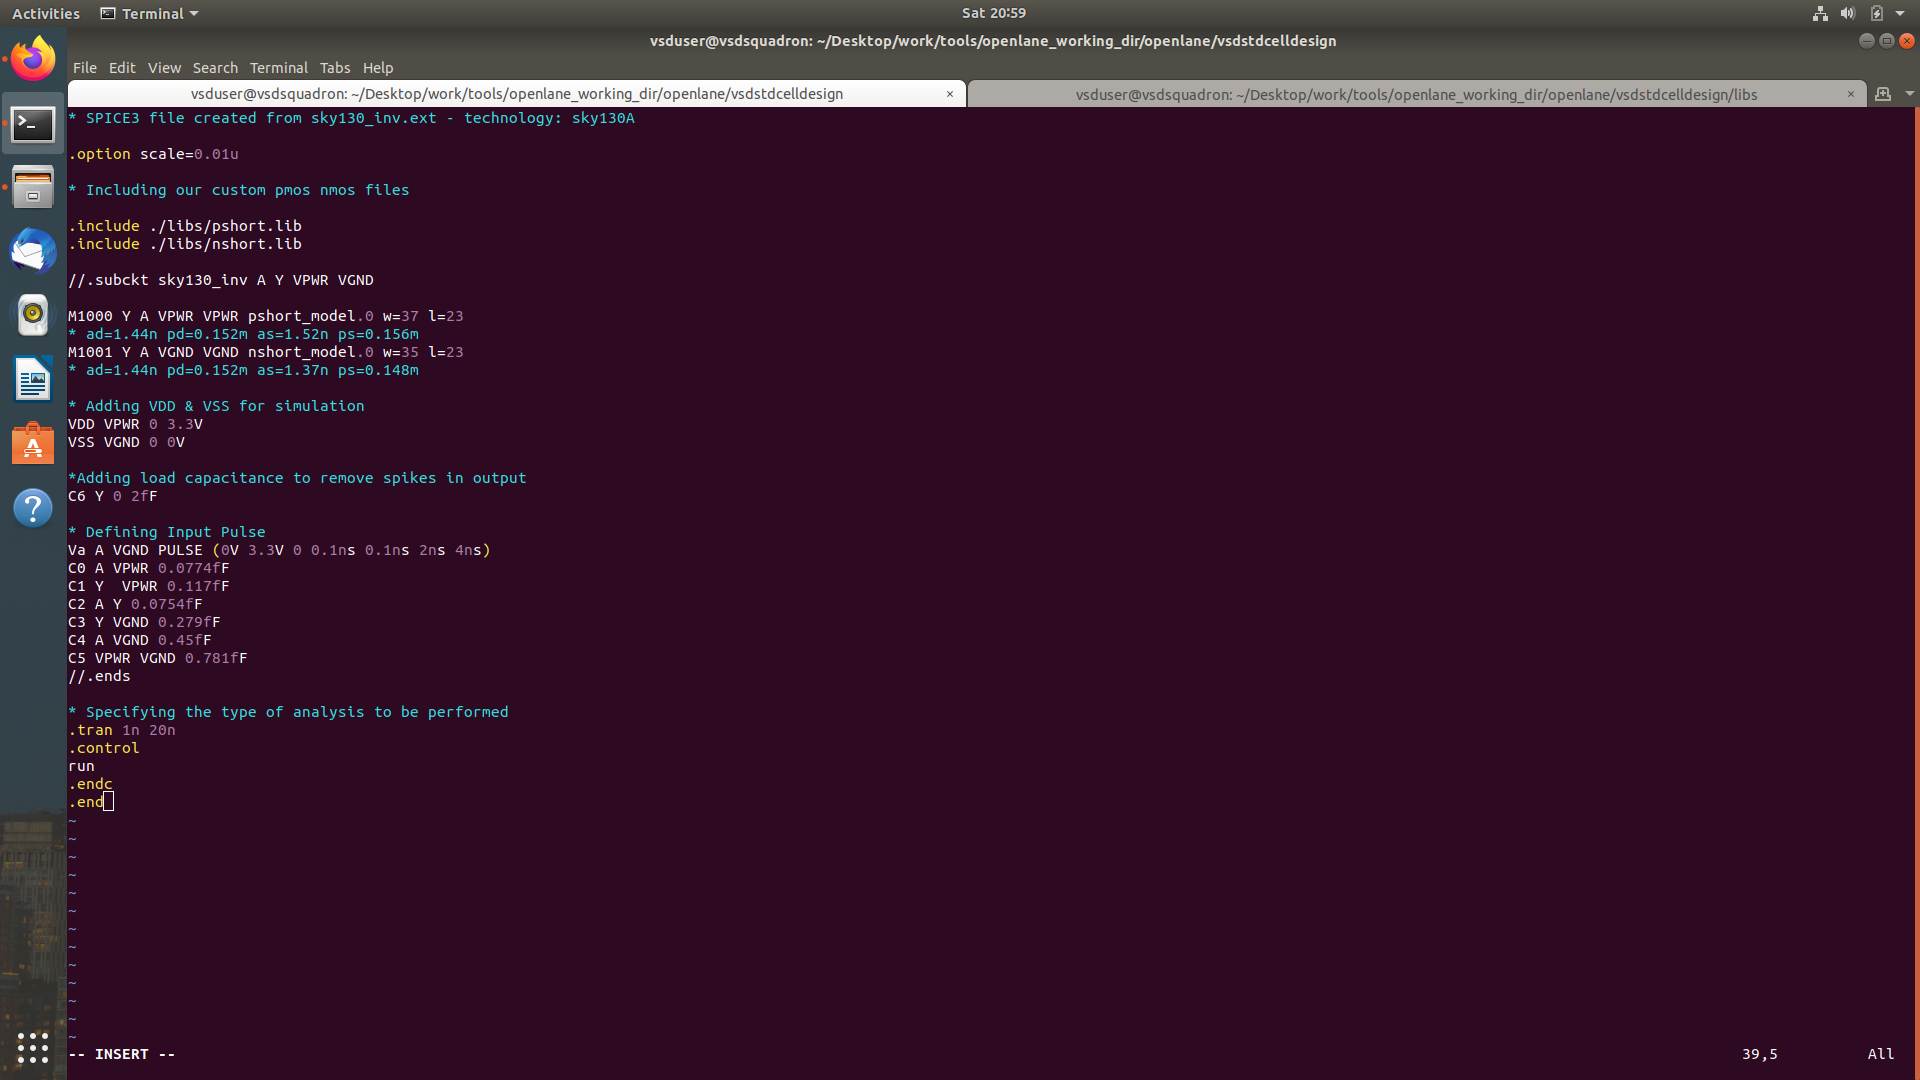 Activities
Terminal
Sat 20:59
vsduser@vsdsquadron: ~/Desktop/work/tools/openlane_working_dir/openlane/vsdstdcelldesign
File Edit View Search Terminal Tabs Help
vsduser@vsdsquadron: ~/Desktop/work/tools/openlane_working_dir/openlane/vsdstdcelldesign ×
vsduser@vsdsquadron: ~/Desktop/work/tools/openlane_working_dir/openlane/vsdstdcelldesign/libs ×
* SPICE3 file created from sky130_inv.ext - technology: sky130A
.option scale=0.01u
* Including our custom pmos nmos files
.include ./libs/pshort.lib
.include ./libs/nshort.lib
//.subckt sky130_inv A Y VPWR VGND
M1000 Y A VPWR VPWR pshort_model.0 w=37 l=23
* ad=1.44n pd=0.152m as=1.52n ps=0.156m
M1001 Y A VGND VGND nshort_model.0 w=35 l=23
* ad=1.44n pd=0.152m as=1.37n ps=0.148m
* Adding VDD & VSS for simulation
VDD VPWR 0 3.3V
VSS VGND 0 0V
*Adding load capacitance to remove spikes in output
C6 Y 0 2fF
* Defining Input Pulse
Va A VGND PULSE (0V 3.3V 0 0.1ns 0.1ns 2ns 4ns)
C0 A VPWR 0.0774fF
C1 Y  VPWR 0.117fF
C2 A Y 0.0754fF
C3 Y VGND 0.279fF
C4 A VGND 0.45fF
C5 VPWR VGND 0.781fF
//.ends
* Specifying the type of analysis to be performed
.tran 1n 20n
.control
run
.endc
.end
~
~
~
~
~
~
~
~
~
~
~
~
~
-- INSERT -- 39,5 All